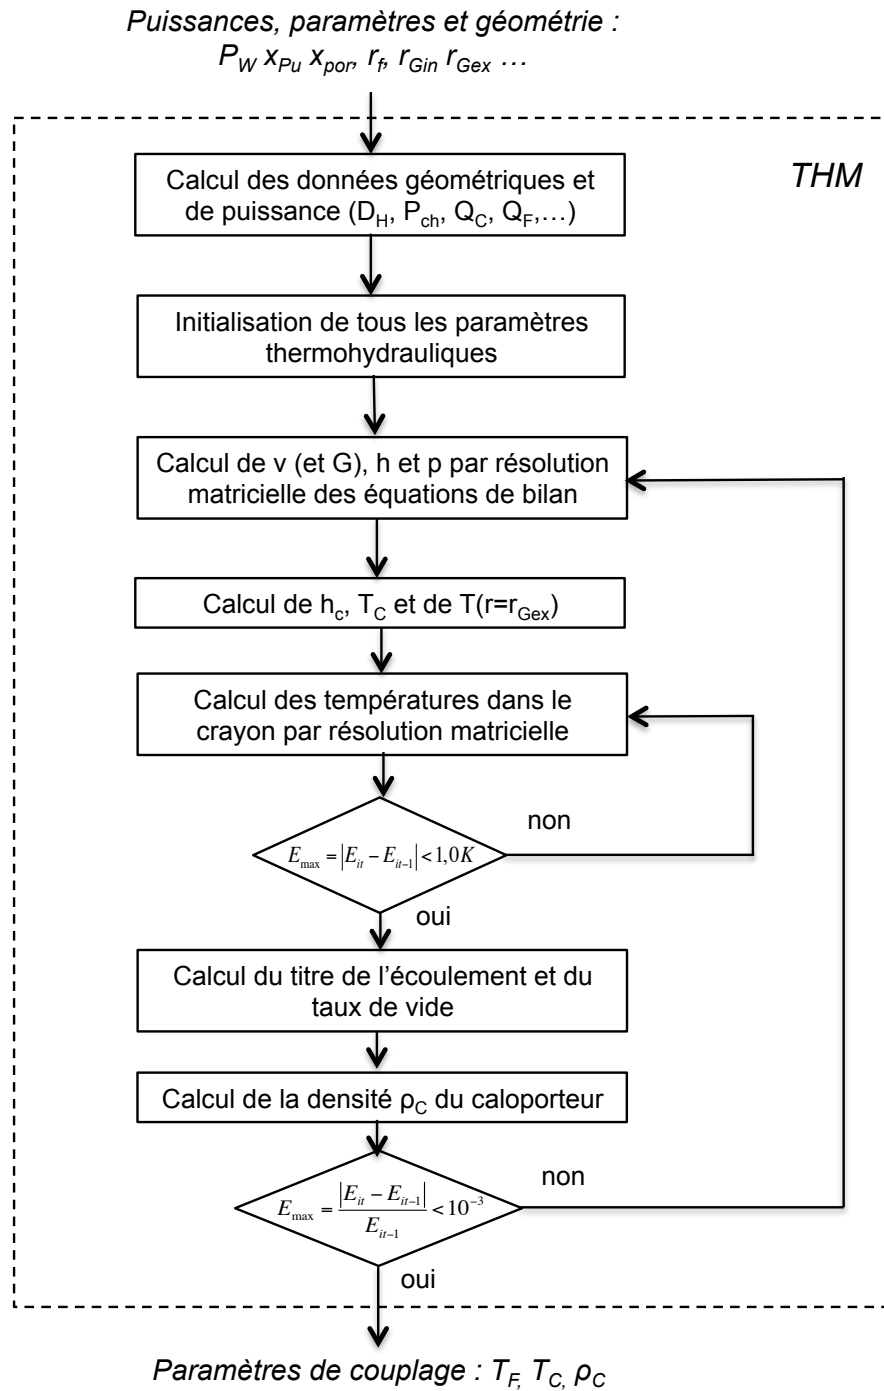 Puissances, paramètres et géométrie :
P_W x_Pu x_por, r_f, r_Gin r_Gex …
THM
Calcul des données géométriques et
de puissance (D_H, P_ch, Q_C, Q_F,…)
Initialisation de tous les paramètres
thermohydrauliques
Calcul de v (et G), h et p par résolution
matricielle des équations de bilan
Calcul de h_c, T_C et de T(r=r_Gex)
Calcul des températures dans le
crayon par résolution matricielle
non
E_max = |E_it − E_it−1| < 1,0K
oui
Calcul du titre de l’écoulement et du
taux de vide
Calcul de la densité ρ_C du caloporteur
non
E_max = |E_it − E_it−1| / E_it−1 < 10^−3
oui
Paramètres de couplage : T_F, T_C, ρ_C